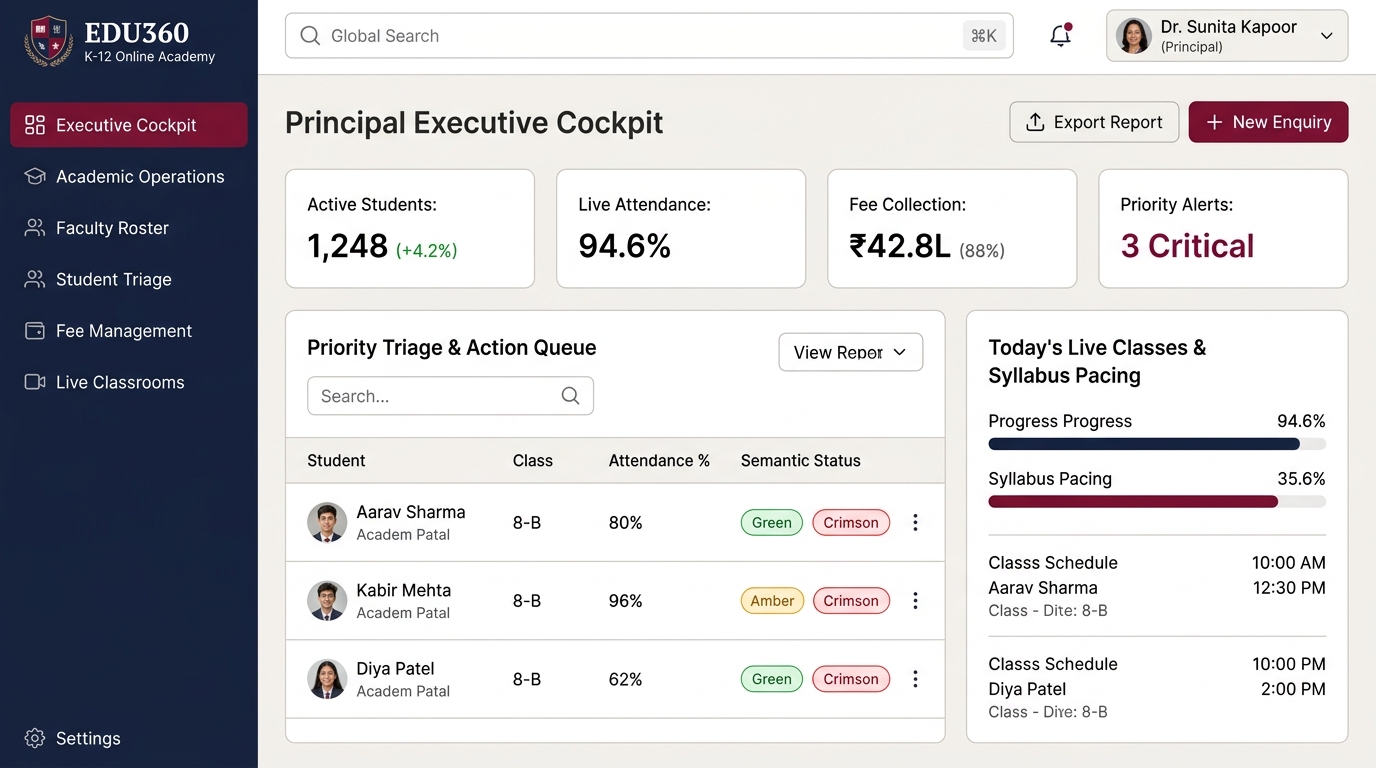 EDU360
K-12 Online Academy
Executive Cockpit
Academic Operations
Faculty Roster
Student Triage
Fee Management
Live Classrooms
Settings
Global Search
⌘K
Dr. Sunita Kapoor
(Principal)
Principal Executive Cockpit
Export Report
New Enquiry
Active Students:
1,248 (+4.2%)
Live Attendance:
94.6%
Fee Collection:
₹42.8L (88%)
Priority Alerts:
3 Critical
Priority Triage & Action Queue
View Repor
Search...
Student Class Attendance % Semantic Status
Aarav Sharma 8-B 80% Green Crimson
Academ Patal
Kabir Mehta 8-B 96% Amber Crimson
Academ Patal
Diya Patel 8-B 62% Green Crimson
Academ Patal
Today's Live Classes &
Syllabus Pacing
Progress Progress 94.6%
Syllabus Pacing 35.6%
Classs Schedule 10:00 AM
Aarav Sharma 12:30 PM
Class - Dite: 8-B
Classs Schedule 10:00 PM
Diya Patel 2:00 PM
Class - Dire: 8-B